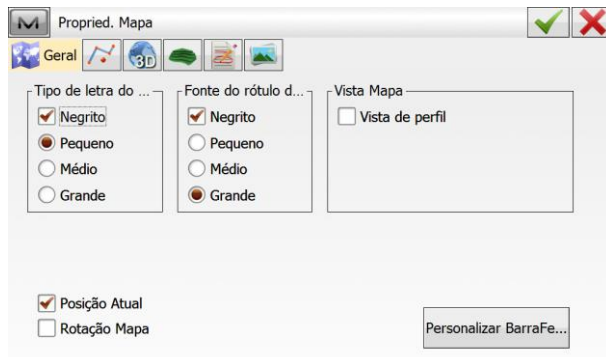 Propried. Mapa
Geral
3D
Tipo de letra do ...
Negrito
Pequeno
Médio
Grande
Fonte do rótulo d...
Negrito
Pequeno
Médio
Grande
Vista Mapa
Vista de perfil
Posição Atual
Rotação Mapa
Personalizar BarraFe...